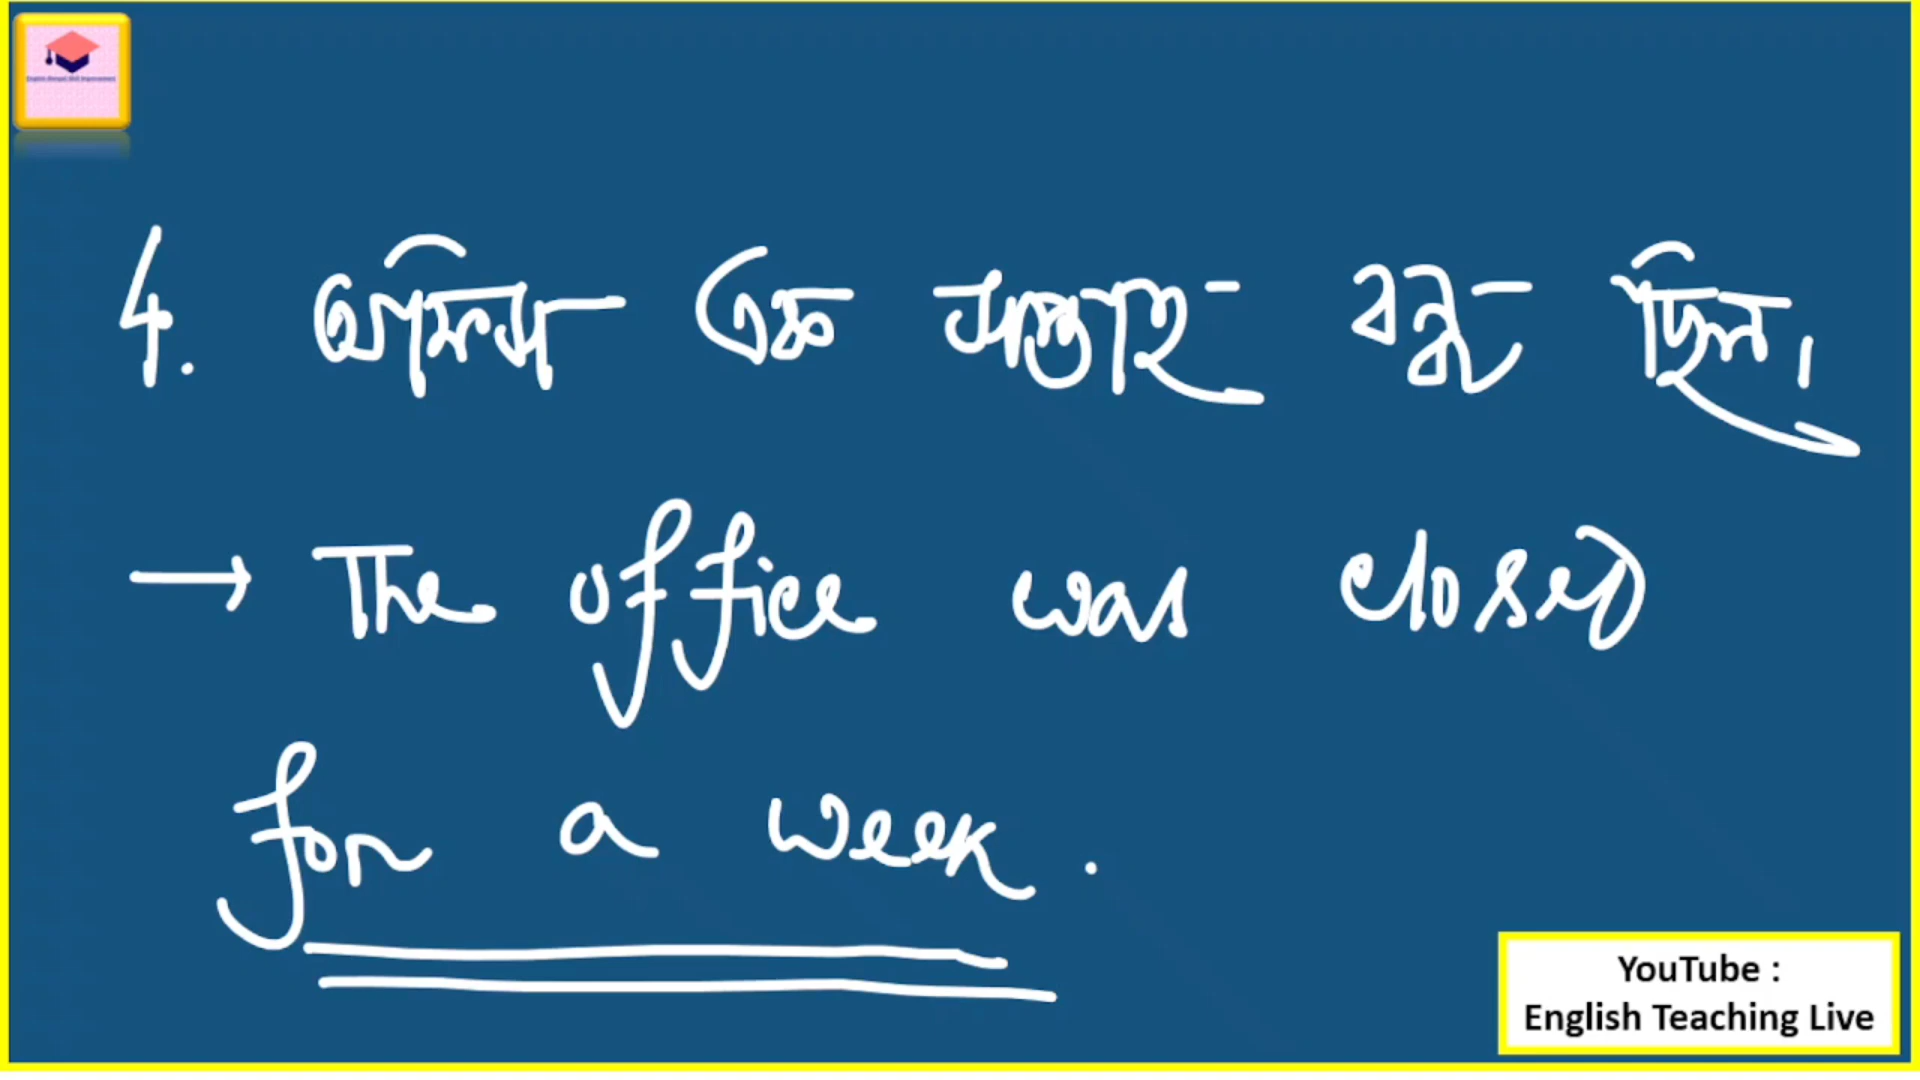 4. অফিস এক সপ্তাহ বন্ধ ছিল।
→ The office was closed
for a week.
YouTube :
English Teaching Live